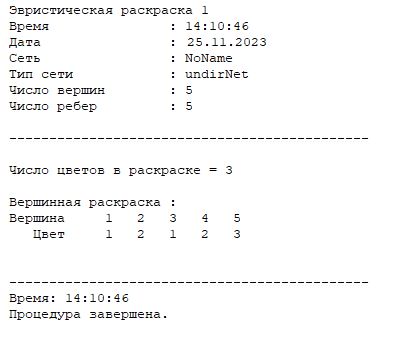 Эвристическая раскраска 1
Время : 14:10:46
Дата : 25.11.2023
Сеть : NoName
Тип сети : undirNet
Число вершин : 5
Число ребер : 5
---------------------------------------------
Число цветов в раскраске = 3
Вершинная раскраска :
Вершина 1 2 3 4 5
Цвет 1 2 1 2 3
---------------------------------------------
Время: 14:10:46
Процедура завершена.